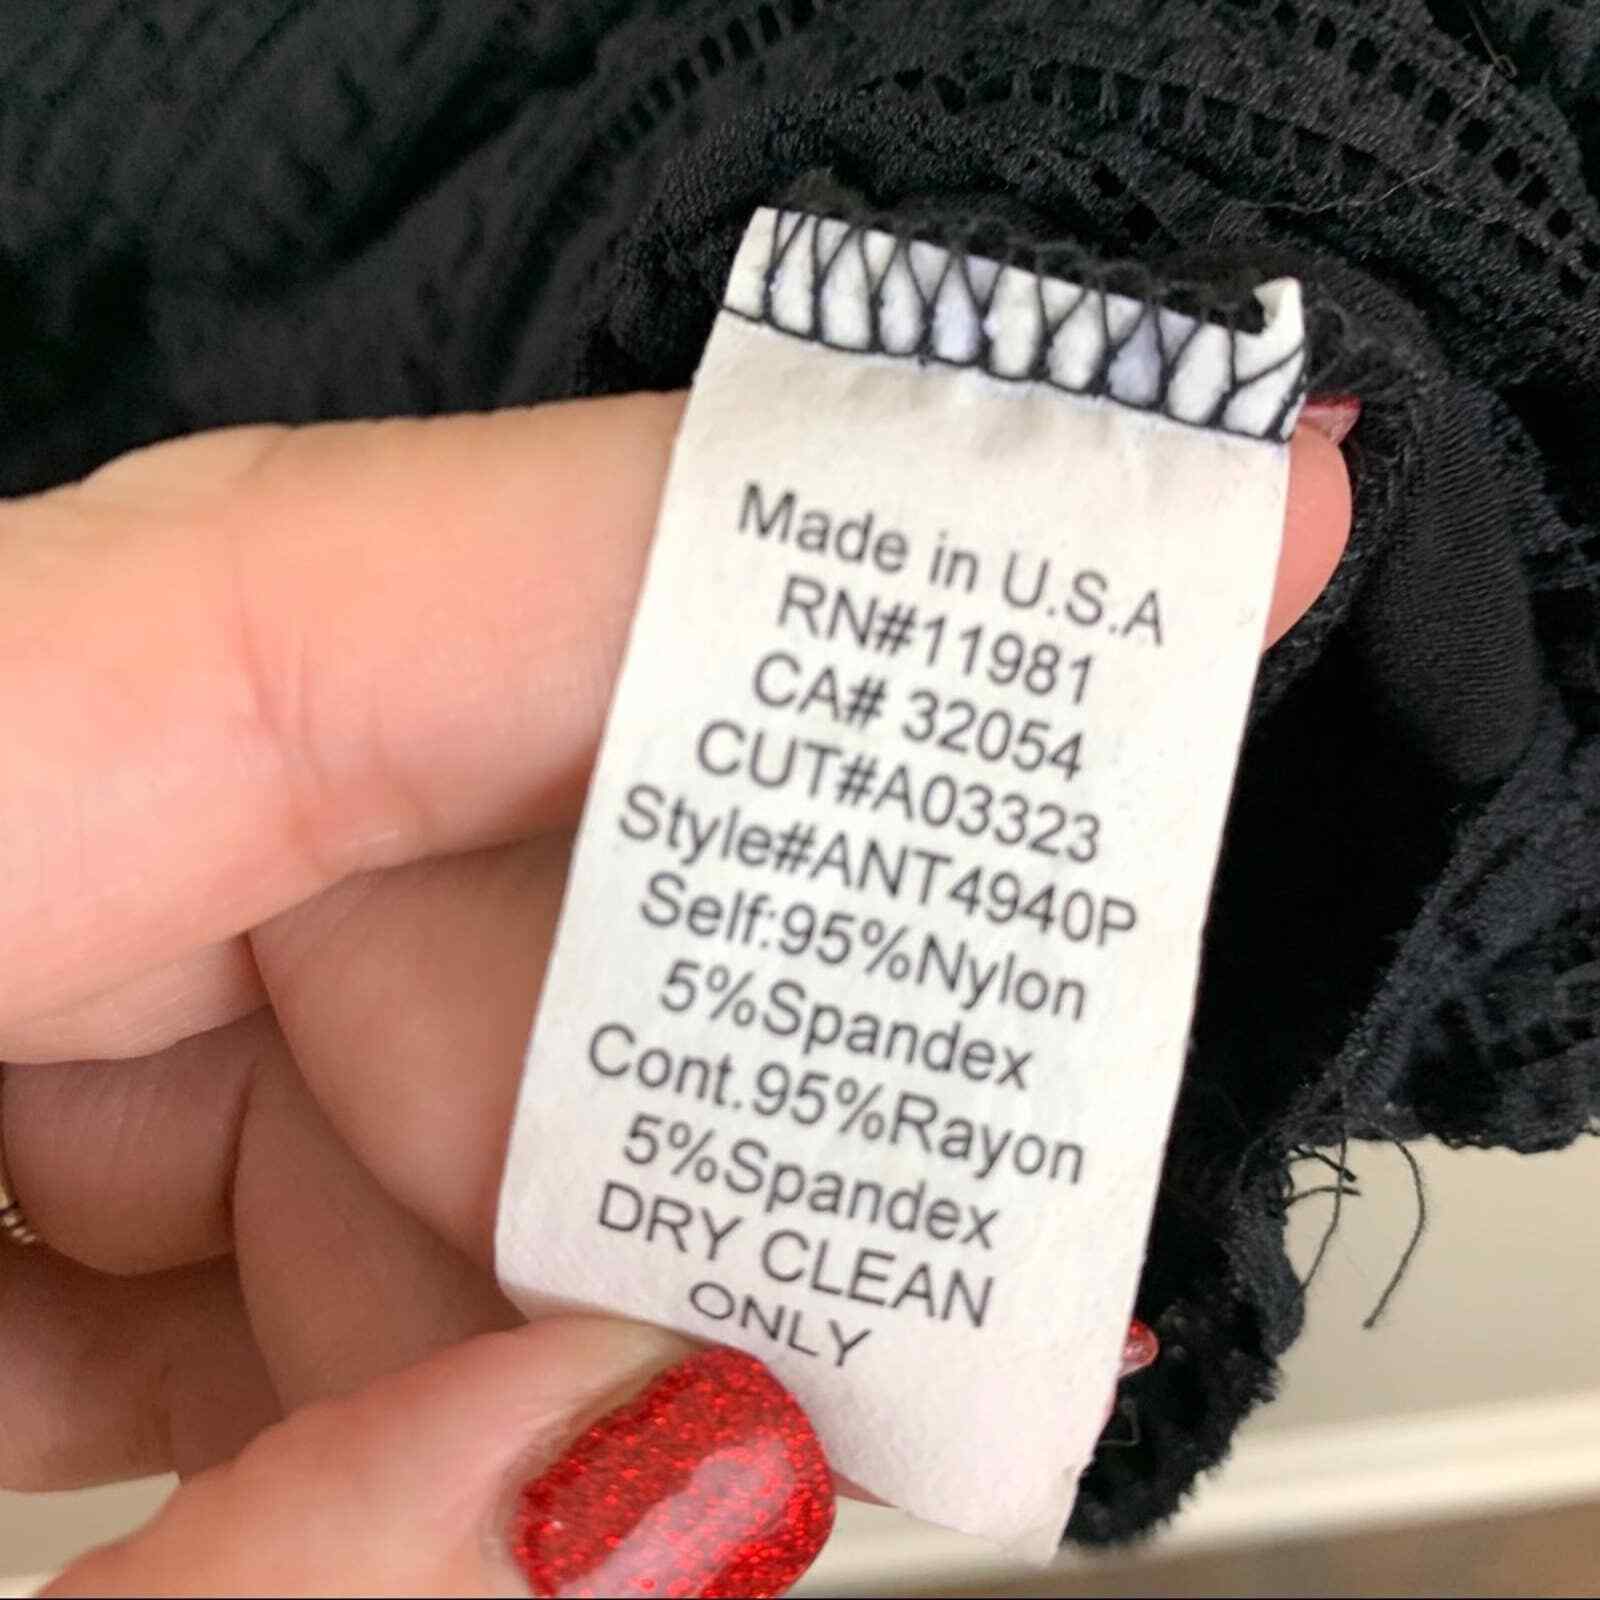 Made in U.S.A
RN#11981
CA# 32054
CUT#A03323
Style#ANT4940P
Self:95%Nylon
5%Spandex
Cont.95%Rayon
5%Spandex
DRY CLEAN
ONLY